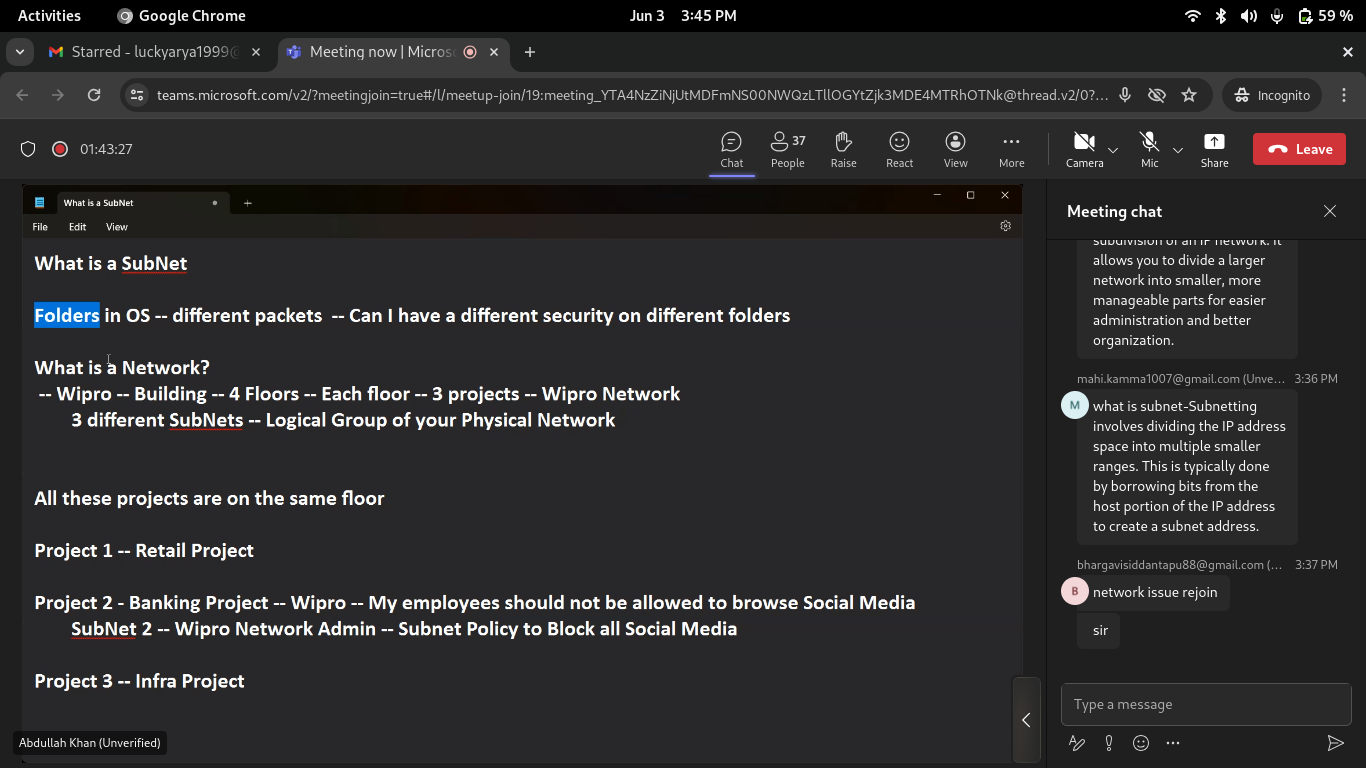 Activities
Google Chrome
Jun 3 3:45 PM
59 %
Starred - luckyarya1999@
Meeting now | Micros
teams.microsoft.com/v2/?meetingjoin=true#/l/meetup-join/19:meeting_YTA4NzZiNjUtMDFmNS00NWQzLTllOGYtZjk3MDE4MTRhOTNk@thread.v2/0?...
Incognito
01:43:27
Chat
37
People
Raise
React
View
More
Camera
Mic
Share
Leave
What is a SubNet
File Edit View
What is a SubNet
Folders in OS -- different packets -- Can I have a different security on different folders
What is a Network?
-- Wipro -- Building -- 4 Floors -- Each floor -- 3 projects -- Wipro Network
3 different SubNets -- Logical Group of your Physical Network
All these projects are on the same floor
Project 1 -- Retail Project
Project 2 - Banking Project -- Wipro -- My employees should not be allowed to browse Social Media
SubNet 2 -- Wipro Network Admin -- Subnet Policy to Block all Social Media
Project 3 -- Infra Project
Abdullah Khan (Unverified)
Meeting chat
subdivision of an IP network. It
allows you to divide a larger
network into smaller, more
manageable parts for easier
administration and better
organization.
mahi.kamma1007@gmail.com (Unve... 3:36 PM
M
what is subnet-Subnetting
involves dividing the IP address
space into multiple smaller
ranges. This is typically done
by borrowing bits from the
host portion of the IP address
to create a subnet address.
bhargavisiddantapu88@gmail.com (... 3:37 PM
B
network issue rejoin
sir
Type a message